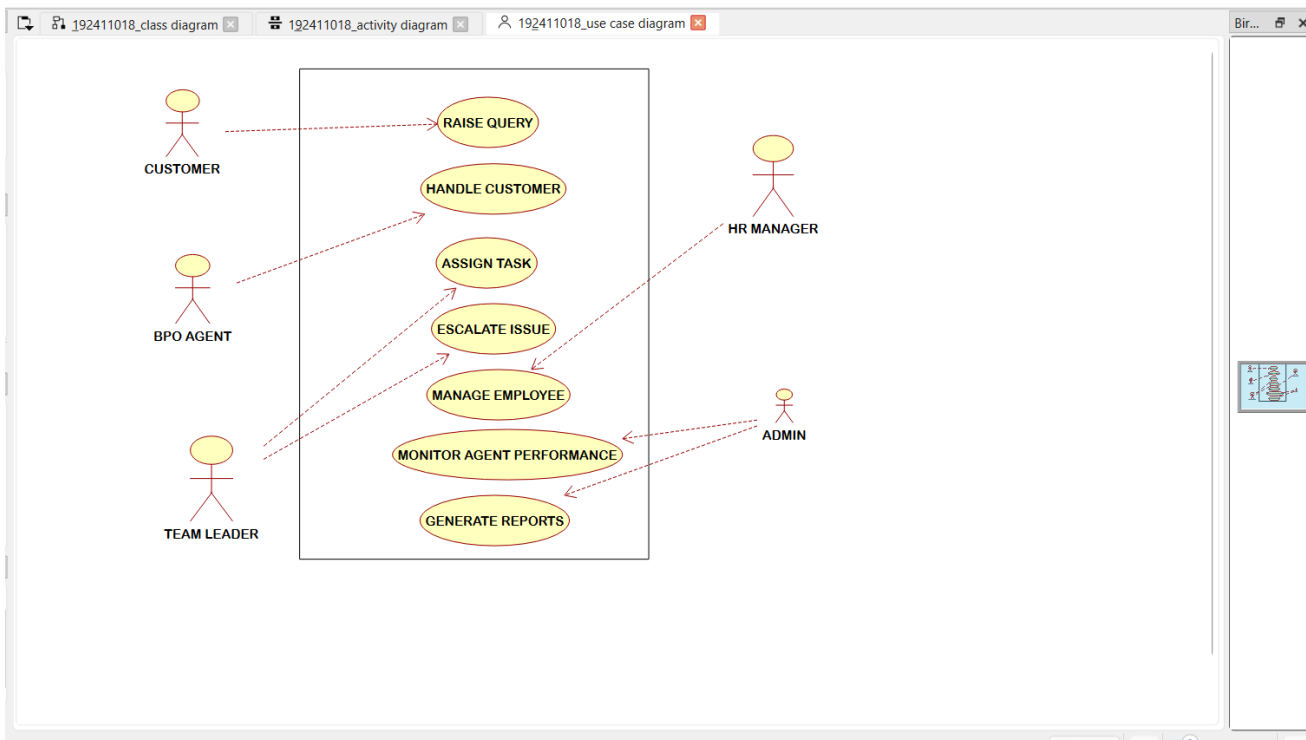 192411018_class diagram
192411018_activity diagram
192411018_use case diagram
Bir...
RAISE QUERY
CUSTOMER
HANDLE CUSTOMER
HR MANAGER
ASSIGN TASK
ESCALATE ISSUE
BPO AGENT
MANAGE EMPLOYEE
ADMIN
MONITOR AGENT PERFORMANCE
GENERATE REPORTS
TEAM LEADER